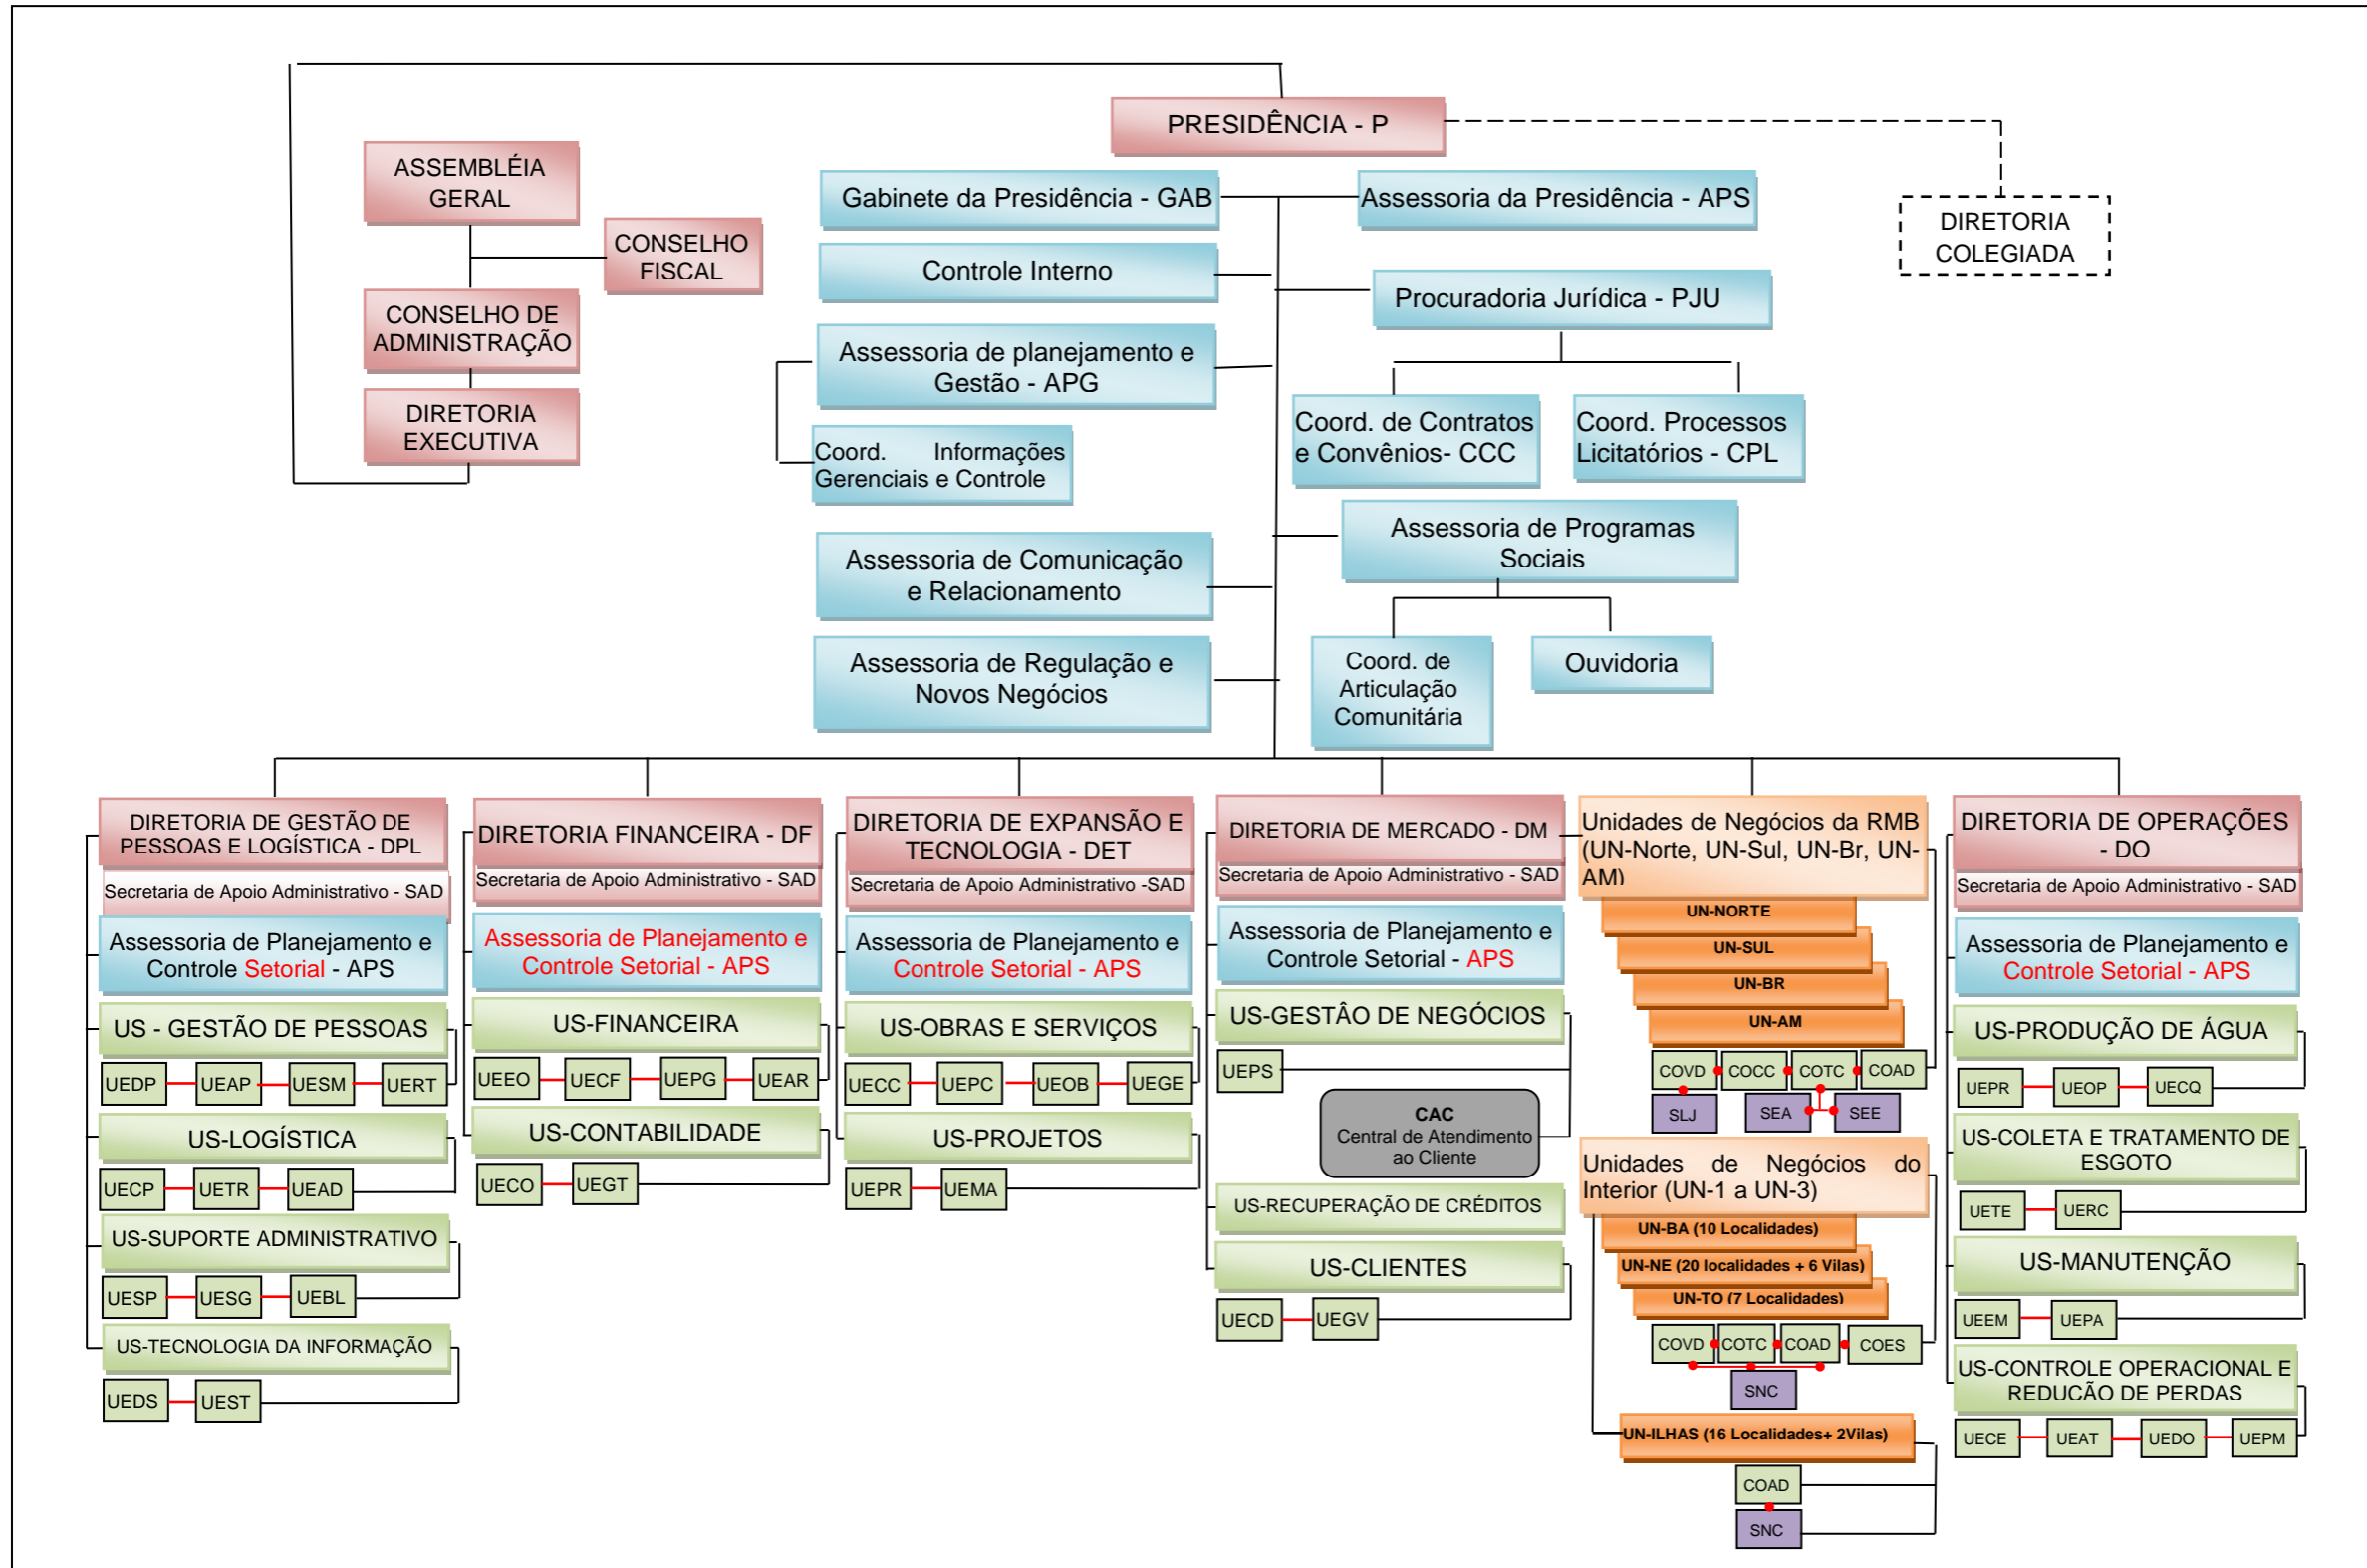 PRESIDÊNCIA - P
ASSEMBLÉIA
GERAL
CONSELHO
FISCAL
CONSELHO DE
ADMINISTRAÇÃO
DIRETORIA
EXECUTIVA
DIRETORIA
COLEGIADA
Gabinete da Presidência - GAB
Assessoria da Presidência - APS
Controle Interno
Procuradoria Jurídica - PJU
Assessoria de planejamento e
Gestão - APG
Coord. Informações
Gerenciais e Controle
Coord. de Contratos
e Convênios- CCC
Coord. Processos
Licitatórios - CPL
Assessoria de Comunicação
e Relacionamento
Assessoria de Programas
Sociais
Assessoria de Regulação e
Novos Negócios
Coord. de
Articulação
Comunitária
Ouvidoria
DIRETORIA DE GESTÃO DE
PESSOAS E LOGÍSTICA - DPL
Secretaria de Apoio Administrativo - SAD
Assessoria de Planejamento e
Controle Setorial - APS
US - GESTÃO DE PESSOAS
UEDP UEAP UESM UERT
US-LOGÍSTICA
UECP UETR UEAD
US-SUPORTE ADMINISTRATIVO
UESP UESG UEBL
US-TECNOLOGIA DA INFORMAÇÃO
UEDS UEST
DIRETORIA FINANCEIRA - DF
Secretaria de Apoio Administrativo - SAD
Assessoria de Planejamento e
Controle Setorial - APS
US-FINANCEIRA
UEEO UECF UEPG UEAR
US-CONTABILIDADE
UECO UEGT
DIRETORIA DE EXPANSÃO E
TECNOLOGIA - DET
Secretaria de Apoio Administrativo -SAD
Assessoria de Planejamento e
Controle Setorial - APS
US-OBRAS E SERVIÇOS
UECC UEPC UEOB UEGE
US-PROJETOS
UEPR UEMA
DIRETORIA DE MERCADO - DM
Secretaria de Apoio Administrativo - SAD
Assessoria de Planejamento e
Controle Setorial - APS
US-GESTÂO DE NEGÓCIOS
UEPS
CAC
Central de Atendimento
ao Cliente
US-RECUPERAÇÃO DE CRÉDITOS
US-CLIENTES
UECD UEGV
Unidades de Negócios da RMB
(UN-Norte, UN-Sul, UN-Br, UN-
AM)
UN-NORTE
UN-SUL
UN-BR
UN-AM
COVD COCC COTC COAD
SLJ SEA SEE
Unidades de Negócios do
Interior (UN-1 a UN-3)
UN-BA (10 Localidades)
UN-NE (20 localidades + 6 Vilas)
UN-TO (7 Localidades)
COVD COTC COAD COES
SNC
UN-ILHAS (16 Localidades+ 2Vilas)
COAD
SNC
DIRETORIA DE OPERAÇÕES
- DO
Secretaria de Apoio Administrativo - SAD
Assessoria de Planejamento e
Controle Setorial - APS
US-PRODUÇÃO DE ÁGUA
UEPR UEOP UECQ
US-COLETA E TRATAMENTO DE
ESGOTO
UETE UERC
US-MANUTENÇÃO
UEEM UEPA
US-CONTROLE OPERACIONAL E
REDUÇÃO DE PERDAS
UECE UEAT UEDO UEPM